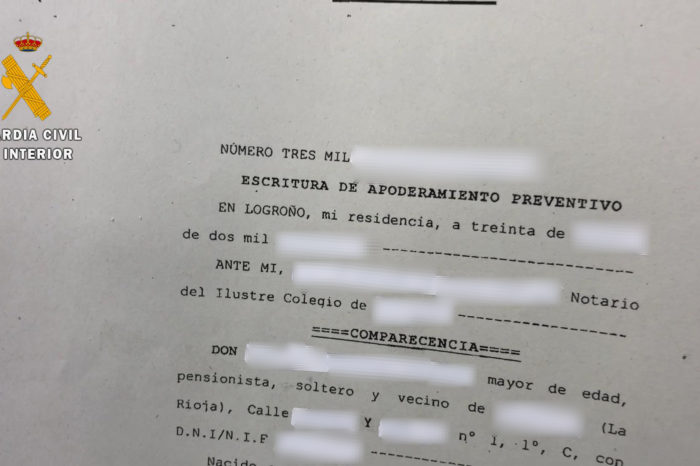 RDIA CIVIL
INTERIOR
NÚMERO TRES MIL
ESCRITURA DE APODERAMIENTO PREVENTIVO
EN LOGROÑO, mi residencia, a treinta de
de dos mil ----------------------------
ANTE MI, Notario
del Ilustre Colegio de -------------------
====COMPARECENCIA====
DON mayor de edad,
pensionista, soltero y vecino de (La
Rioja), Calle Y nº 1, 1º, C, con
D.N.I/N.I.F --------------------
Nacido